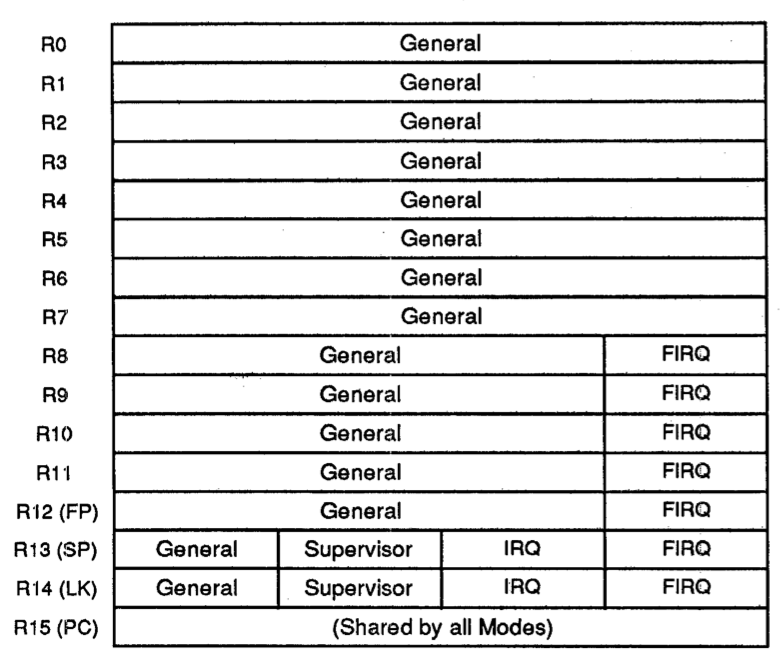 R0 General
R1 General
R2 General
R3 General
R4 General
R5 General
R6 General
R7 General
R8 General FIRQ
R9 General FIRQ
R10 General FIRQ
R11 General FIRQ
R12 (FP) General FIRQ
R13 (SP) General Supervisor IRQ FIRQ
R14 (LK) General Supervisor IRQ FIRQ
R15 (PC) (Shared by all Modes)